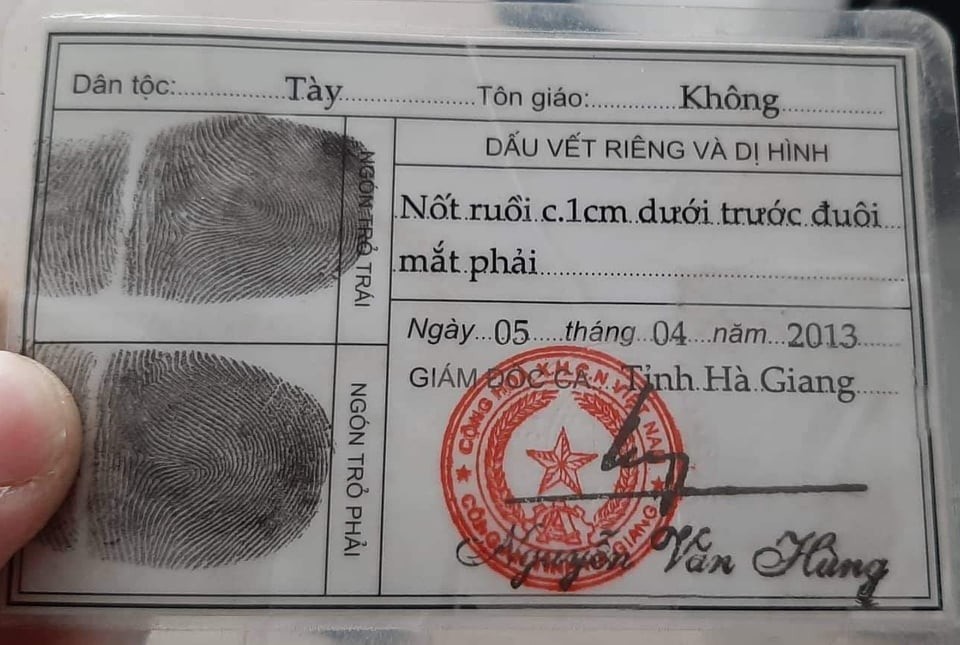 Dân tộc: Tày Tôn giáo: Không
NGÓN TRỎ TRÁI
DẤU VẾT RIÊNG VÀ DỊ HÌNH
Nốt ruồi c.1cm dưới trước đuôi
mắt phải
NGÓN TRỎ PHẢI
Ngày 05 tháng 04 năm 2013
GIÁM ĐỐC CA Tỉnh Hà Giang
Nguyễn Văn Hùng